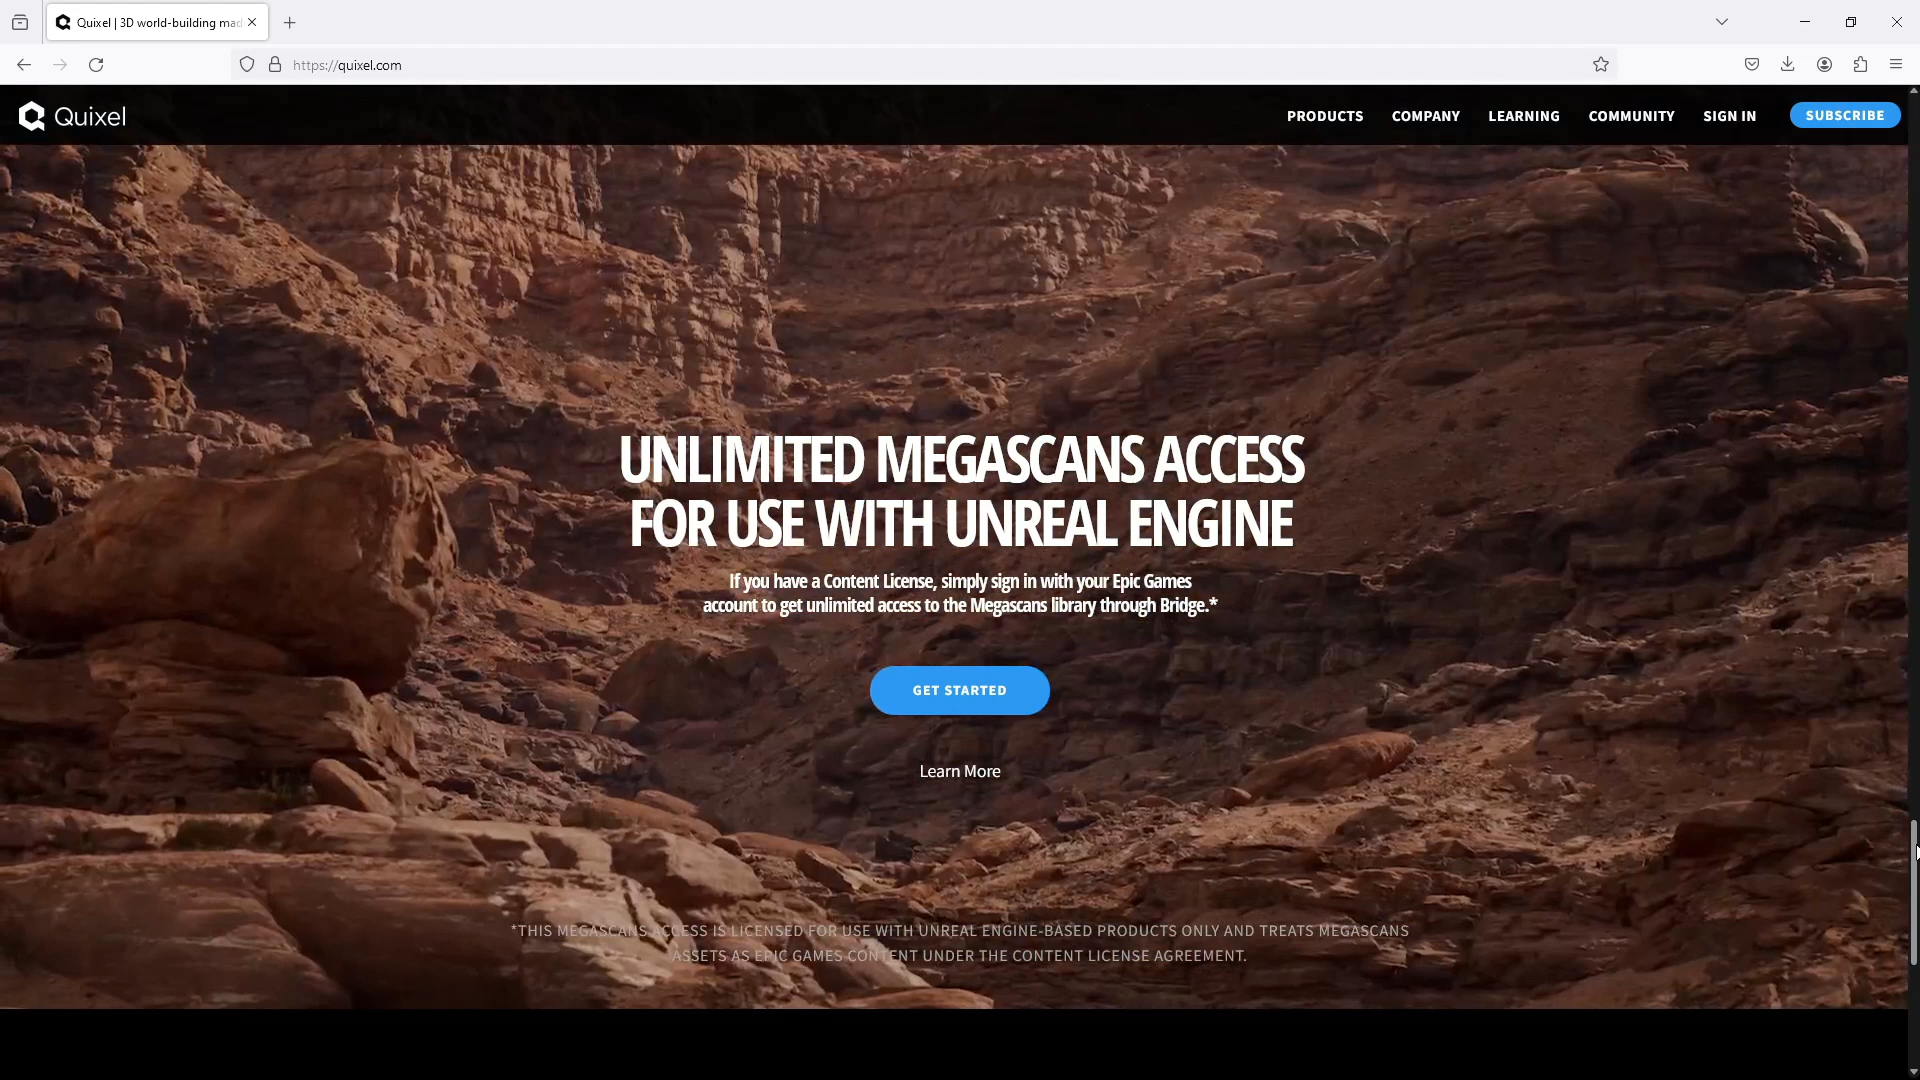 Quixel | 3D world-building mad
https://quixel.com
Quixel
PRODUCTS COMPANY LEARNING COMMUNITY SIGN IN SUBSCRIBE
UNLIMITED MEGASCANS ACCESS
FOR USE WITH UNREAL ENGINE
If you have a Content License, simply sign in with your Epic Games
account to get unlimited access to the Megascans library through Bridge.*
GET STARTED
Learn More
*THIS MEGASCANS ACCESS IS LICENSED FOR USE WITH UNREAL ENGINE-BASED PRODUCTS ONLY AND TREATS MEGASCANS
ASSETS AS EPIC GAMES CONTENT UNDER THE CONTENT LICENSE AGREEMENT.